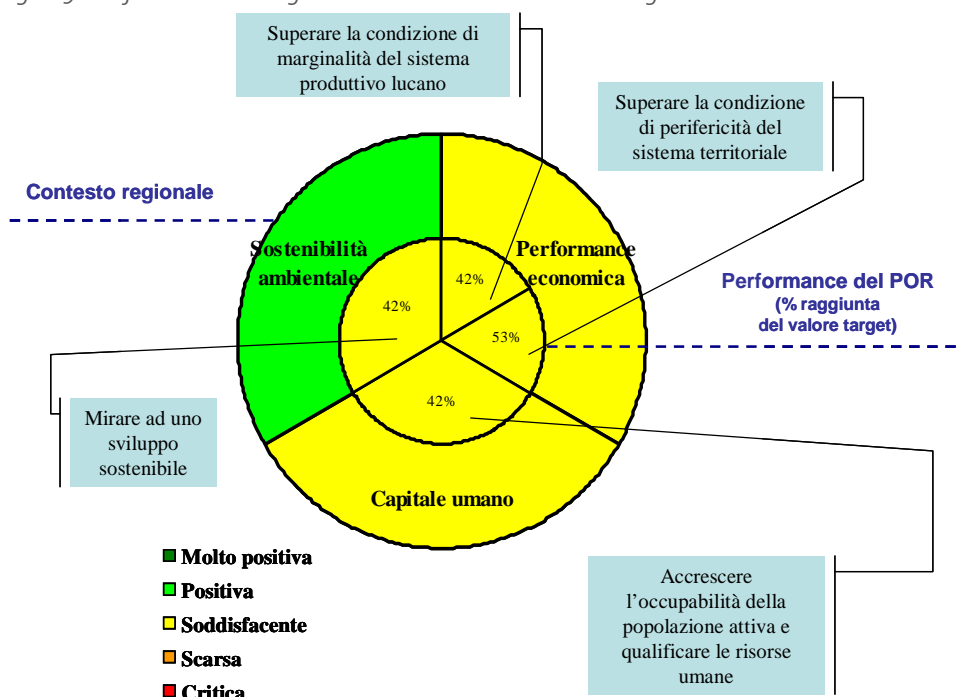 Superare la condizione di
marginalità del sistema
produttivo lucano
Superare la condizione
di perifericità del
sistema territoriale
Contesto regionale
Sostenibilità
ambientale
Performance
economica
42%
42%
53%
42%
Performance del POR
(% raggiunta
del valore target)
Mirare ad uno
sviluppo
sostenibile
Capitale umano
Molto positiva
Positiva
Soddisfacente
Scarsa
Critica
Accrescere
l'occupabilità della
popolazione attiva e
qualificare le risorse
umane